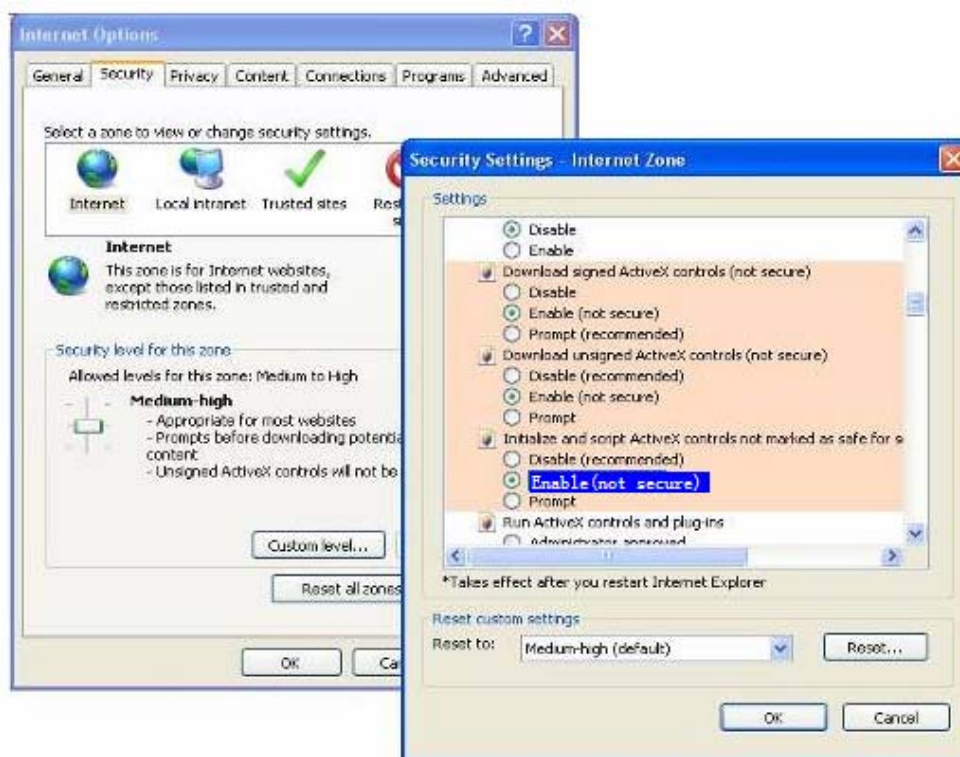 Internet Options
General Security Privacy Content Connections Programs Advanced
Select a zone to view or change security settings.
Internet Local intranet Trusted sites
Internet
This zone is for Internet websites,
except those listed in trusted and
restricted zones.
Security level for this zone
Allowed levels for this zone: Medium to High
Medium-high
- Appropriate for most websites
- Prompts before downloading
content
- Unsigned ActiveX controls will not be
Custom level...
Reset all zones
OK
Security Settings - Internet Zone
Settings
Disable
Enable
Download signed ActiveX controls (not secure)
Disable
Enable (not secure)
Prompt (recommended)
Download unsigned ActiveX controls (not secure)
Disable (recommended)
Enable (not secure)
Prompt
Initialize and script ActiveX controls not marked as safe for s
Disable (recommended)
Enable(not secure)
Prompt
Run ActiveX controls and plug-ins
Administrator approved
*Takes effect after you restart Internet Explorer
Reset custom settings
Reset to: Medium-high (default) Reset...
OK Cancel